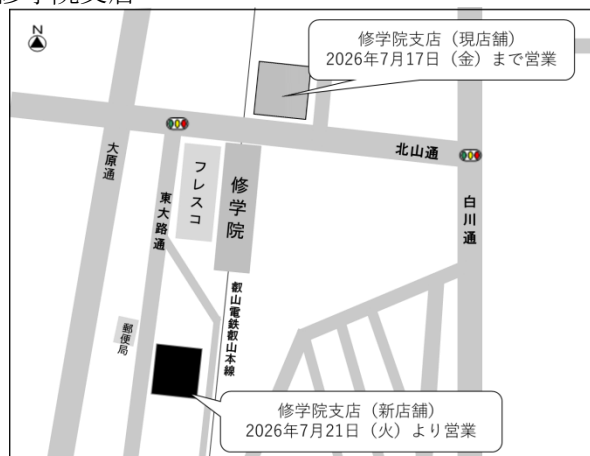 修学院支店
N
修学院支店（現店舗）
2026年7月17日（金）まで営業
北山通
大原通
フレスコ
修学院
東大路通
白川通
叡山電鉄叡山本線
郵便局
修学院支店（新店舗）
2026年7月21日（火）より営業